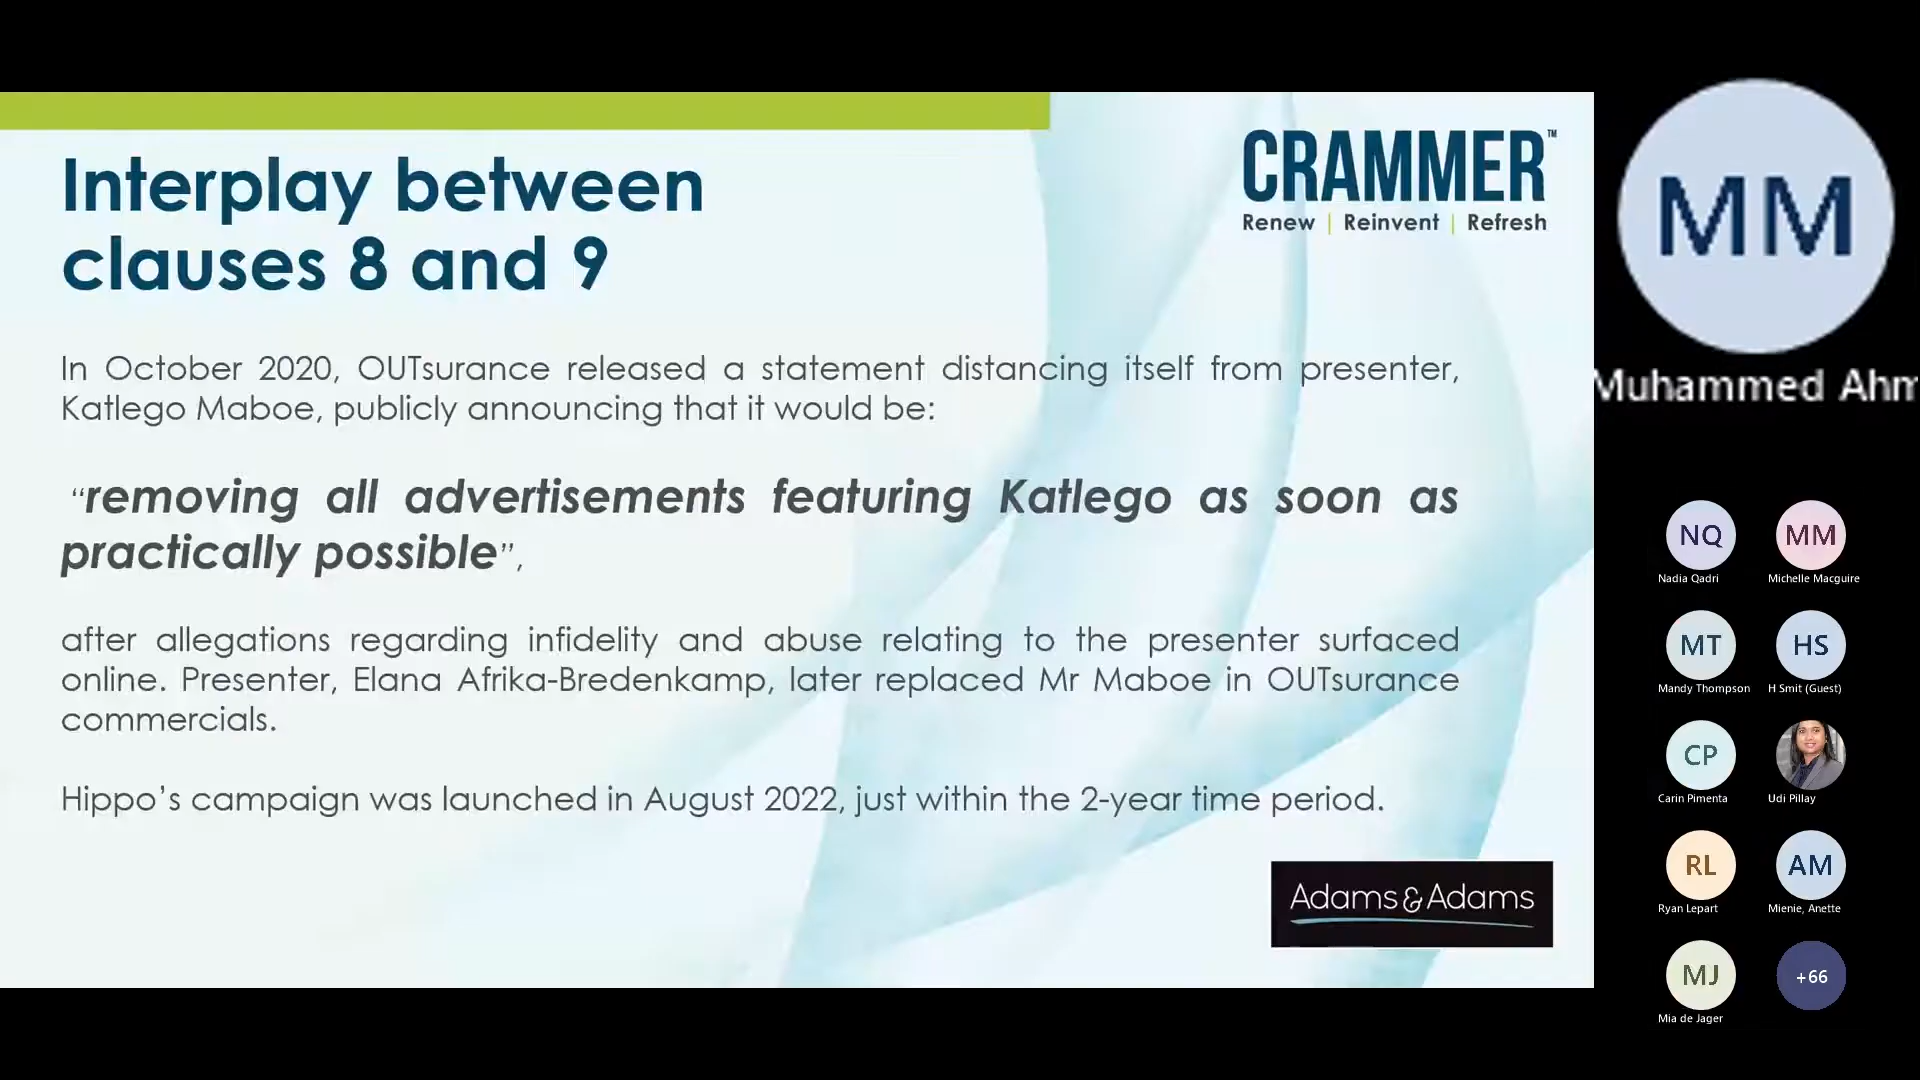 Interplay between
clauses 8 and 9
CRAMMER™
Renew | Reinvent | Refresh
In October 2020, OUTsurance released a statement distancing itself from presenter,
Katlego Maboe, publicly announcing that it would be:
“removing all advertisements featuring Katlego as soon as
practically possible”,
after allegations regarding infidelity and abuse relating to the presenter surfaced
online. Presenter, Elana Afrika-Bredenkamp, later replaced Mr Maboe in OUTsurance
commercials.
Hippo’s campaign was launched in August 2022, just within the 2-year time period.
Adams & Adams
MM
Muhammed Ahm
NQ
MM
Nadia Qadri
Michelle Macguire
MT
HS
Mandy Thompson
H Smit (Guest)
CP
Carin Pimenta
Udi Pillay
RL
AM
Ryan Lepart
Mienie, Anette
MJ
+66
Mia de Jager